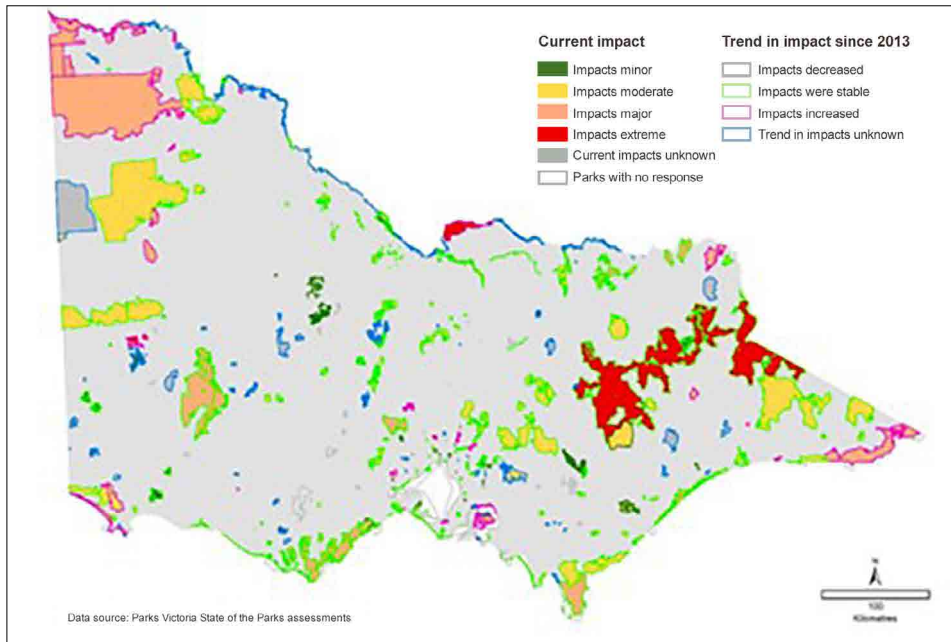 Current impact
Impacts minor
Impacts moderate
Impacts major
Impacts extreme
Current impacts unknown
Parks with no response
Trend in impact since 2013
Impacts decreased
Impacts were stable
Impacts increased
Trend in impacts unknown
N
100
Kilometres
Data source: Parks Victoria State of the Parks assessments